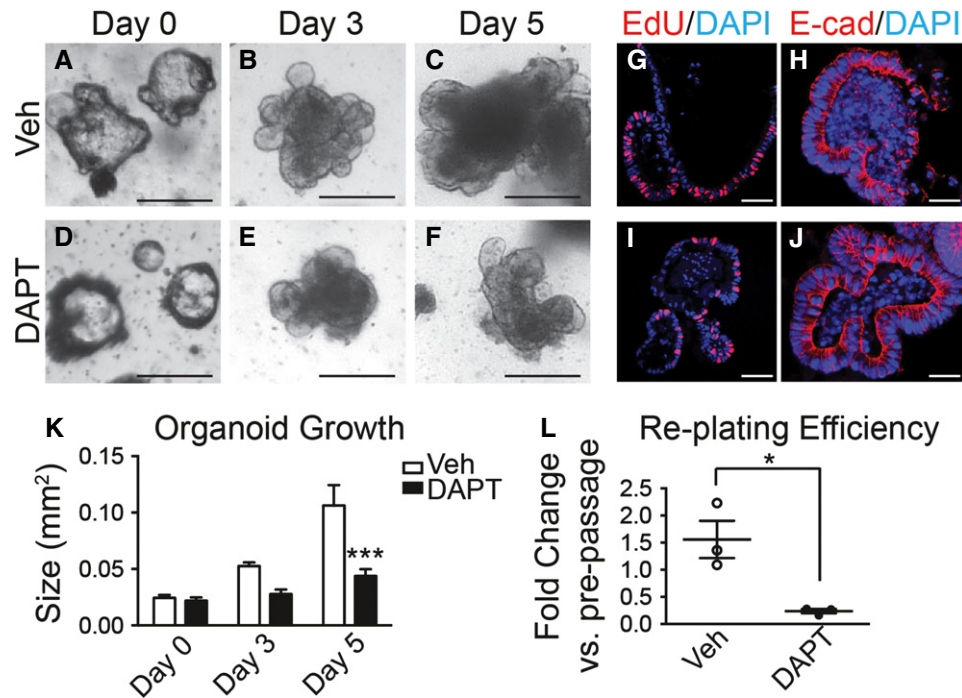 Day 0 Day 3 Day 5 EdU/DAPI E-cad/DAPI
Veh A B C G H
DAPT D E F I J
K Organoid Growth
Size (mm²)
0.15
0.10
0.05
0.00
Veh
DAPT
***
Day 0 Day 3 Day 5
L Re-plating Efficiency
Fold Change
vs. pre-passage
*
2.5
2.0
1.5
1.0
0.5
0.0
Veh DAPT